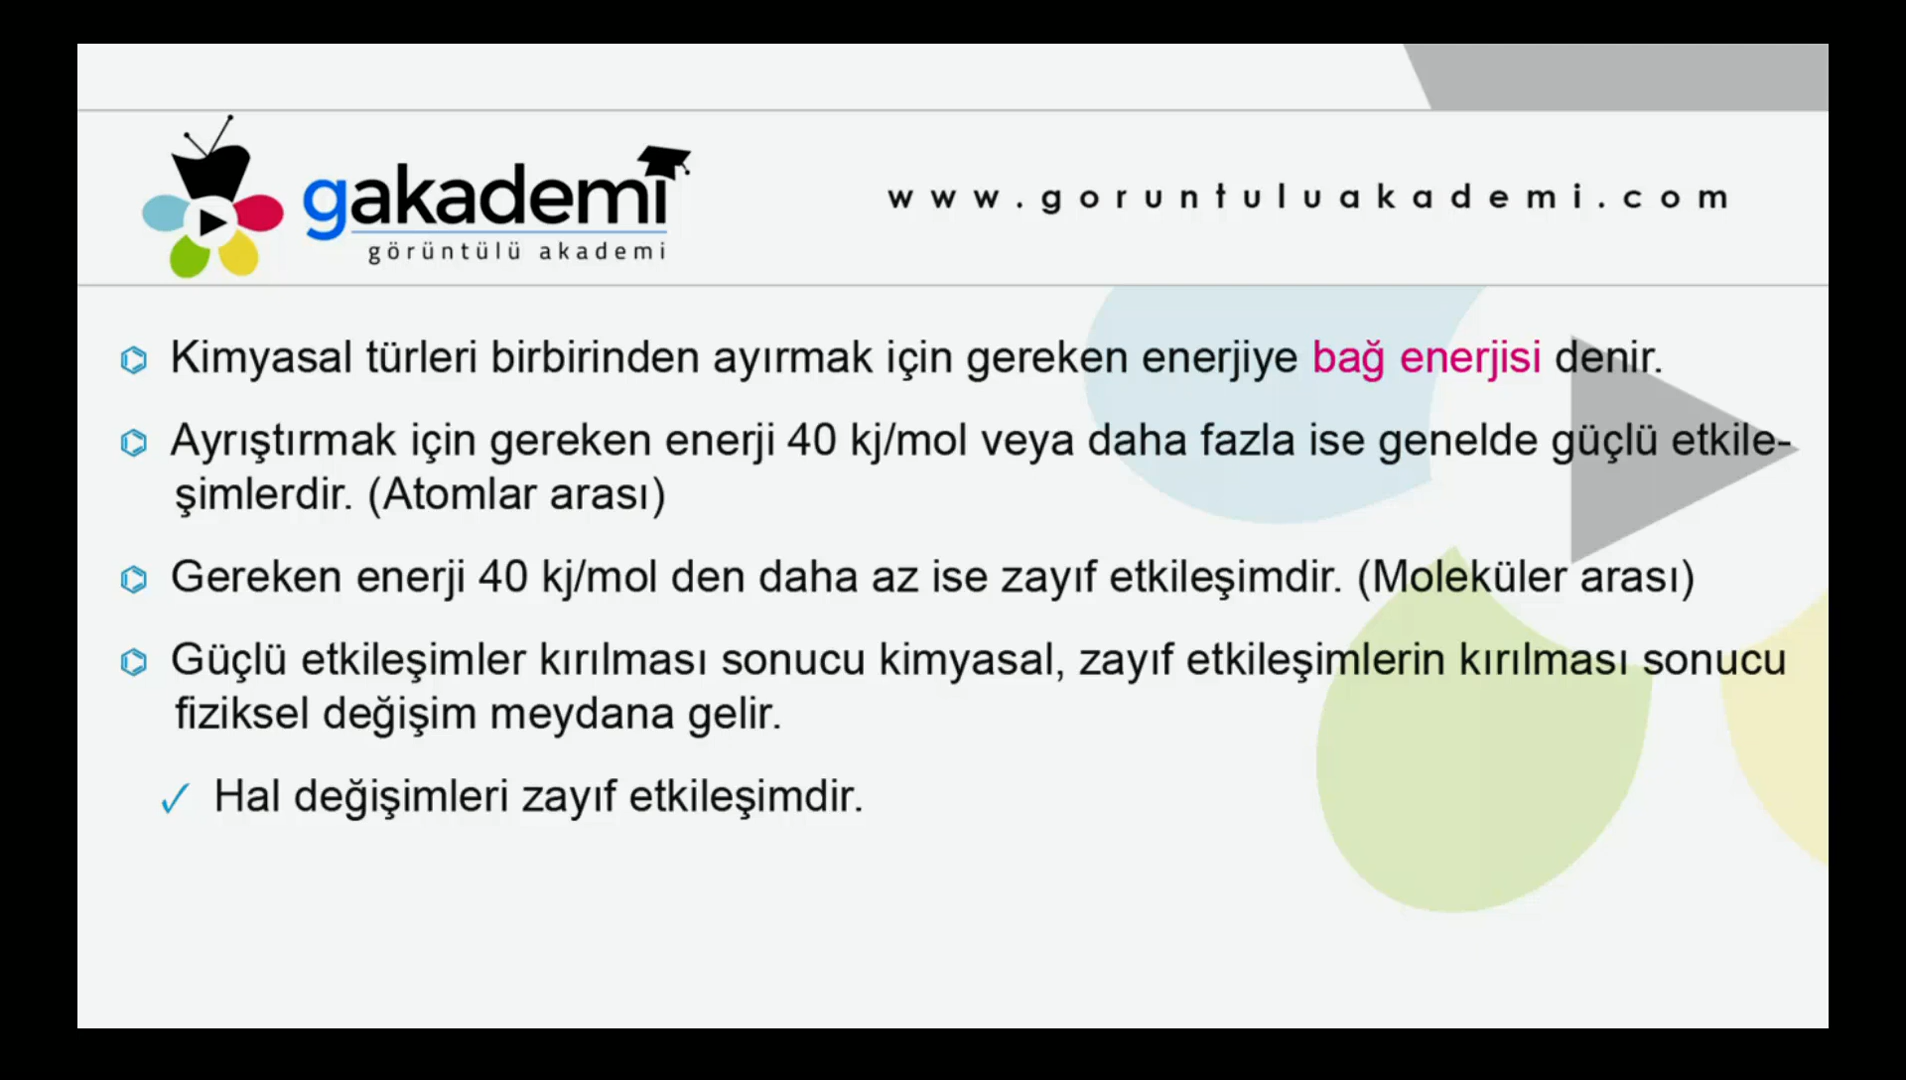 gakademi
görüntülü akademi
www.goruntuluakademi.com
Kimyasal türleri birbirinden ayırmak için gereken enerjiye bağ enerjisi denir.
Ayrıştırmak için gereken enerji 40 kj/mol veya daha fazla ise genelde güçlü etkile-
şimlerdir. (Atomlar arası)
Gereken enerji 40 kj/mol den daha az ise zayıf etkileşimdir. (Moleküler arası)
Güçlü etkileşimler kırılması sonucu kimyasal, zayıf etkileşimlerin kırılması sonucu
fiziksel değişim meydana gelir.
✓ Hal değişimleri zayıf etkileşimdir.